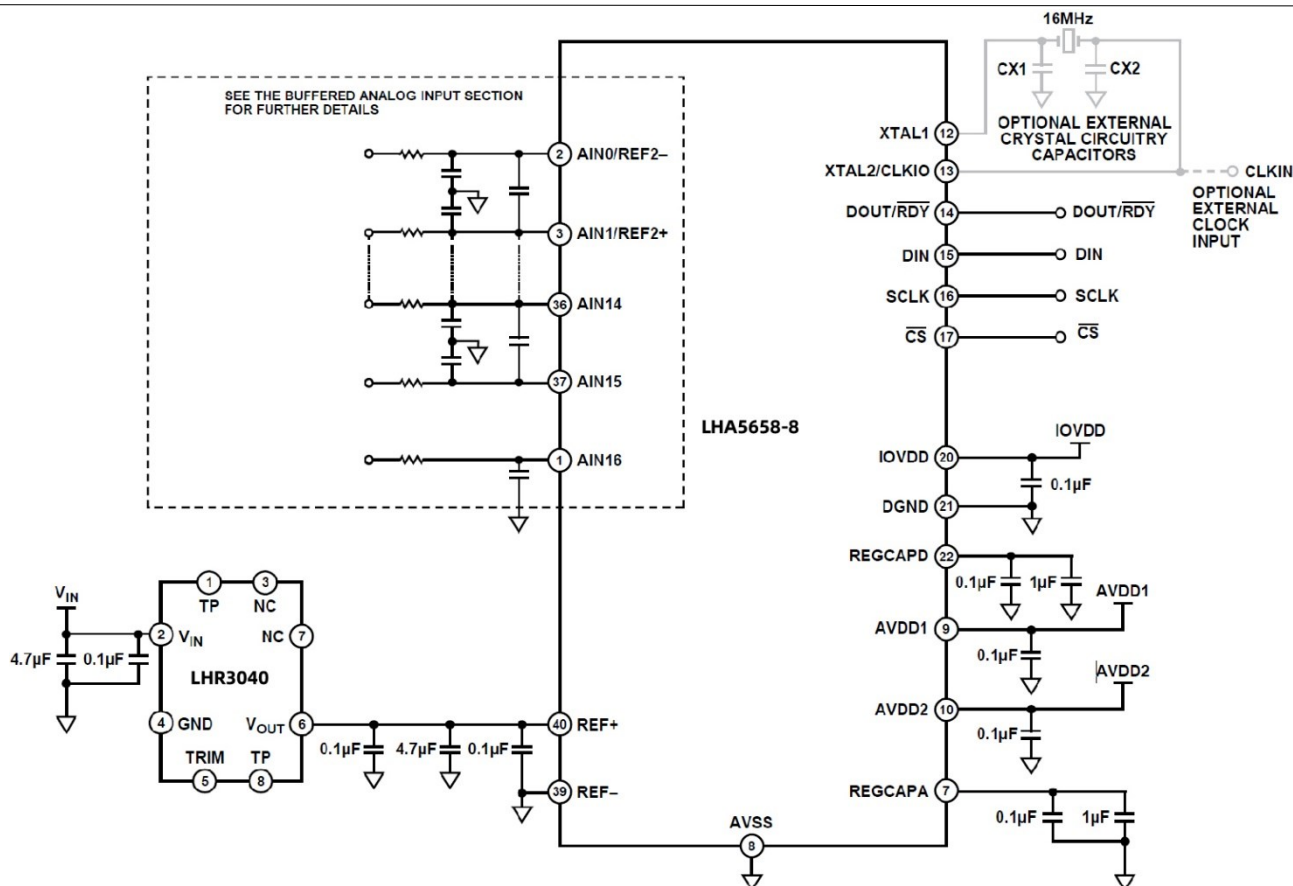 16MHz
CX1
CX2
OPTIONAL EXTERNAL
CRYSTAL CIRCUITRY
CAPACITORS
SEE THE BUFFERED ANALOG INPUT SECTION
FOR FURTHER DETAILS
XTAL1 12
2 AIN0/REF2–
XTAL2/CLKIO 13
CLKIN
OPTIONAL
EXTERNAL
CLOCK
INPUT
DOUT/RDY 14 DOUT/RDY
3 AIN1/REF2+
DIN 15 DIN
SCLK 16 SCLK
36 AIN14
CS 17 CS
37 AIN15
LHA5658-8
IOVDD
1 AIN16
IOVDD 20
0.1µF
DGND 21
REGCAPD 22
0.1µF 1µF
AVDD1
AVDD1 9
0.1µF
AVDD2
AVDD2 10
0.1µF
VIN
1 3
TP NC
2 VIN
NC 7
4.7µF 0.1µF
LHR3040
4 GND
VOUT 6
TRIM TP
5 8
40 REF+
0.1µF 4.7µF 0.1µF
39 REF–
REGCAPA 7
0.1µF 1µF
AVSS
8